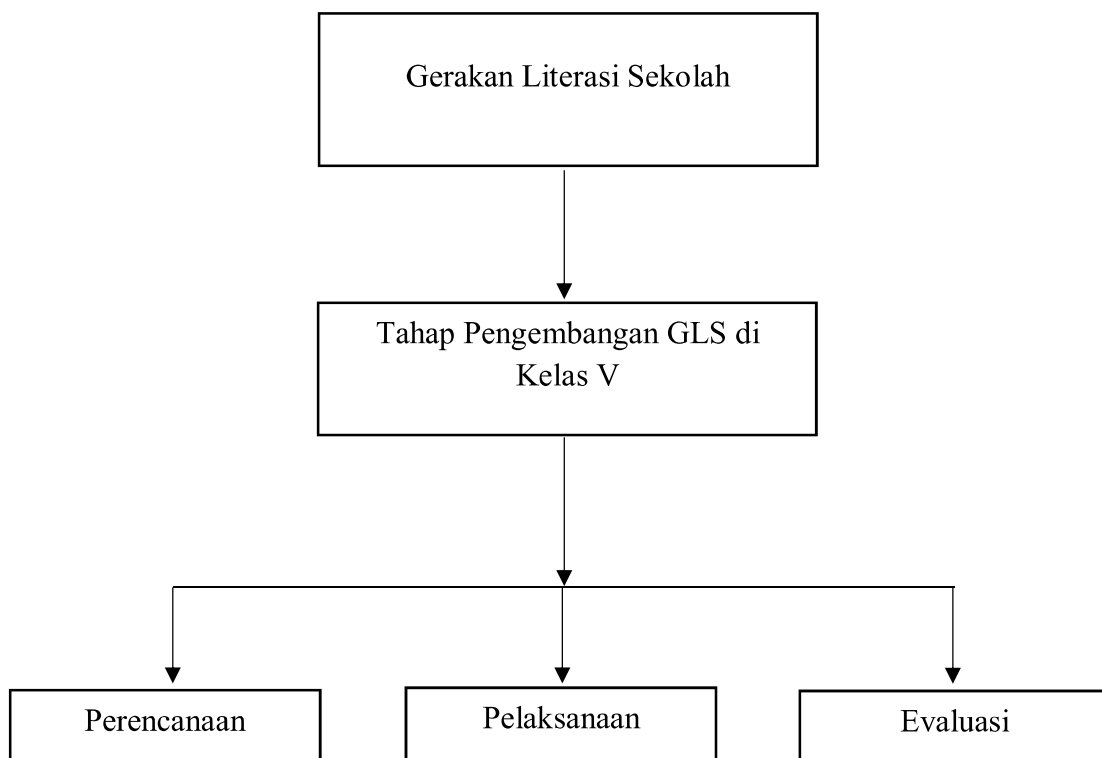 Gerakan Literasi Sekolah
Tahap Pengembangan GLS di
Kelas V
Perencanaan
Pelaksanaan
Evaluasi